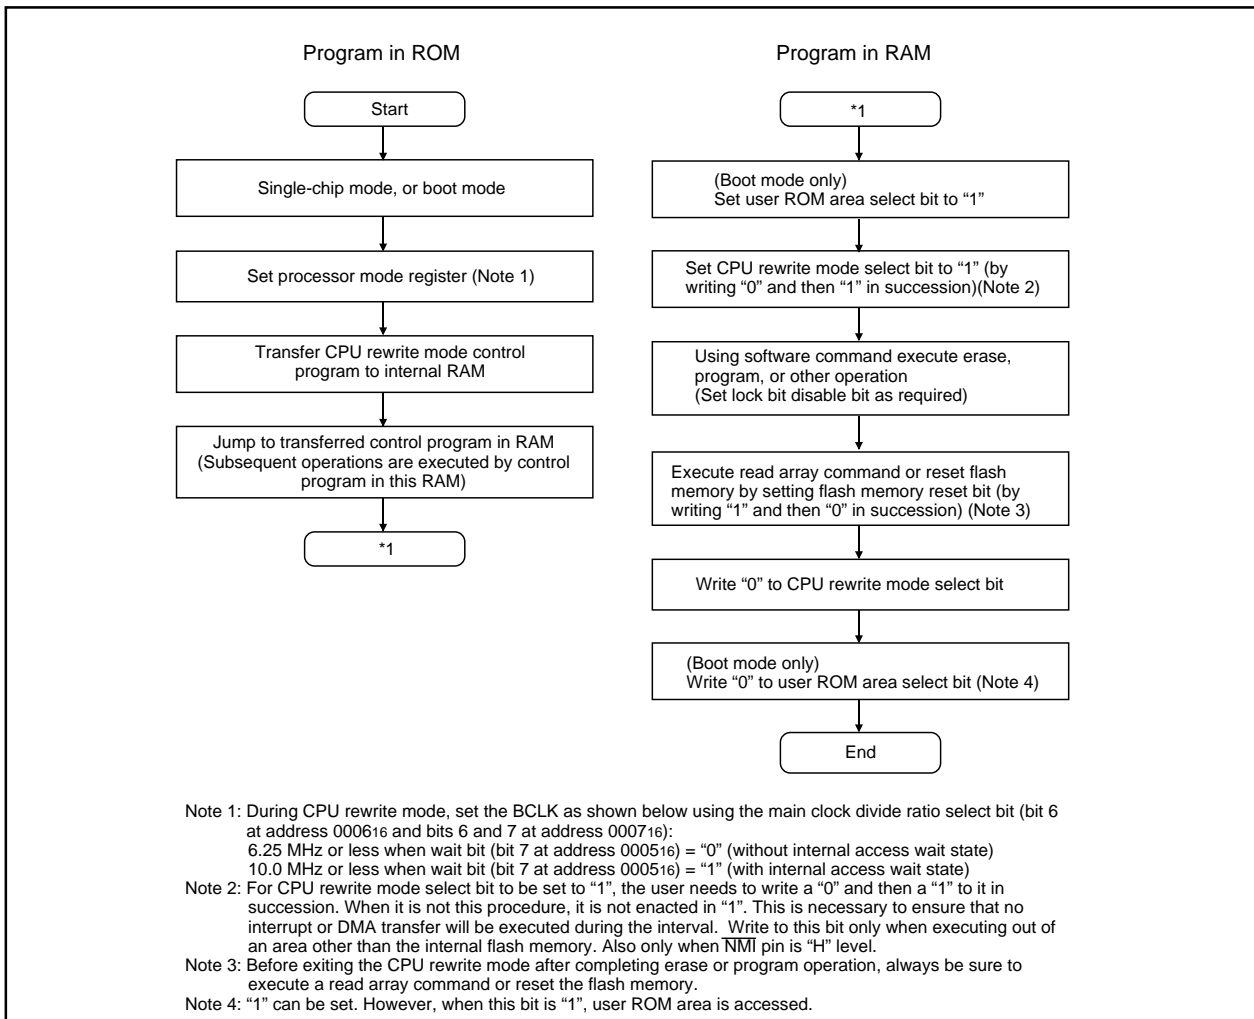 Program in ROM
Start
Single-chip mode, or boot mode
Set processor mode register (Note 1)
Transfer CPU rewrite mode control
program to internal RAM
Jump to transferred control program in RAM
(Subsequent operations are executed by control
program in this RAM)
*1
Program in RAM
*1
(Boot mode only)
Set user ROM area select bit to “1”
Set CPU rewrite mode select bit to “1” (by
writing “0” and then “1” in succession)(Note 2)
Using software command execute erase,
program, or other operation
(Set lock bit disable bit as required)
Execute read array command or reset flash
memory by setting flash memory reset bit (by
writing “1” and then “0” in succession) (Note 3)
Write “0” to CPU rewrite mode select bit
(Boot mode only)
Write “0” to user ROM area select bit (Note 4)
End
Note 1: During CPU rewrite mode, set the BCLK as shown below using the main clock divide ratio select bit (bit 6
at address 000616 and bits 6 and 7 at address 000716):
6.25 MHz or less when wait bit (bit 7 at address 000516) = “0” (without internal access wait state)
10.0 MHz or less when wait bit (bit 7 at address 000516) = “1” (with internal access wait state)
Note 2: For CPU rewrite mode select bit to be set to “1”, the user needs to write a “0” and then a “1” to it in
succession. When it is not this procedure, it is not enacted in “1”. This is necessary to ensure that no
interrupt or DMA transfer will be executed during the interval. Write to this bit only when executing out of
an area other than the internal flash memory. Also only when NMI pin is “H” level.
Note 3: Before exiting the CPU rewrite mode after completing erase or program operation, always be sure to
execute a read array command or reset the flash memory.
Note 4: “1” can be set. However, when this bit is “1”, user ROM area is accessed.